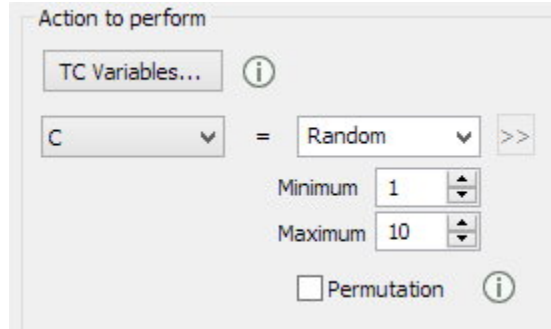 Action to perform
TC Variables...
C = Random >>
Minimum 1
Maximum 10
Permutation